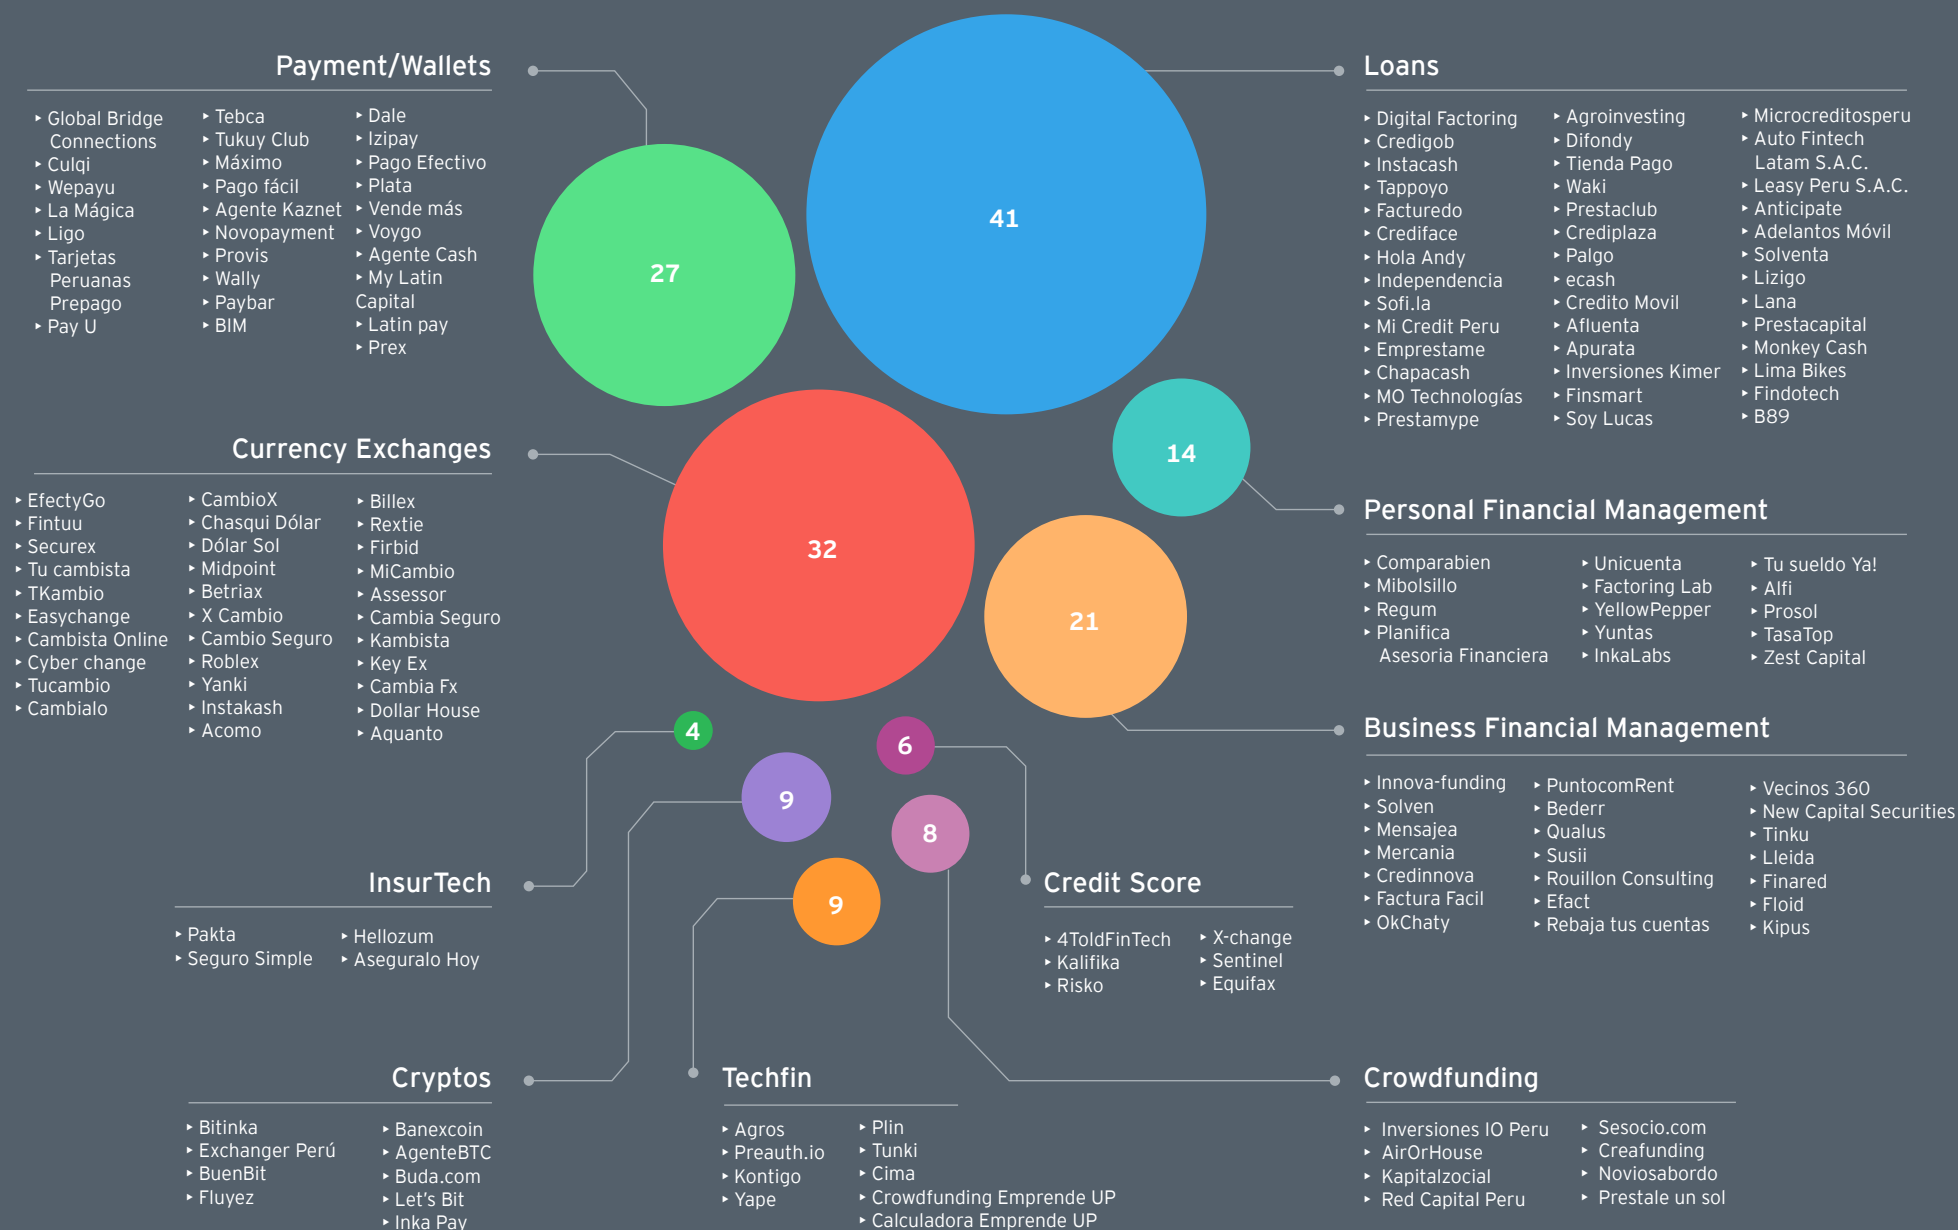 Payment/Wallets
‣ Global Bridge
Connections
‣ Culqi
‣ Wepayu
‣ La Mágica
‣ Ligo
‣ Tarjetas
Peruanas
Prepago
‣ Pay U
‣ Tebca
‣ Tukuy Club
‣ Máximo
‣ Pago fácil
‣ Agente Kaznet
‣ Novopayment
‣ Provis
‣ Wally
‣ Paybar
‣ BIM
‣ Dale
‣ Izipay
‣ Pago Efectivo
‣ Plata
‣ Vende más
‣ Voygo
‣ Agente Cash
‣ My Latin
Capital
‣ Latin pay
‣ Prex
27
41
Loans
‣ Digital Factoring
‣ Credigob
‣ Instacash
‣ Tappoyo
‣ Facturedo
‣ Crediface
‣ Hola Andy
‣ Independencia
‣ Sofi.la
‣ Mi Credit Peru
‣ Emprestame
‣ Chapacash
‣ MO Technologías
‣ Prestamype
‣ Agroinvesting
‣ Difondy
‣ Tienda Pago
‣ Waki
‣ Prestaclub
‣ Crediplaza
‣ Palgo
‣ ecash
‣ Credito Movil
‣ Afluenta
‣ Apurata
‣ Inversiones Kimer
‣ Finsmart
‣ Soy Lucas
‣ Microcreditosperu
‣ Auto Fintech
Latam S.A.C.
‣ Leasy Peru S.A.C.
‣ Anticipate
‣ Adelantos Móvil
‣ Solventa
‣ Lizigo
‣ Lana
‣ Prestacapital
‣ Monkey Cash
‣ Lima Bikes
‣ Findotech
‣ B89
Currency Exchanges
‣ EfectyGo
‣ Fintuu
‣ Securex
‣ Tu cambista
‣ TKambio
‣ Easychange
‣ Cambista Online
‣ Cyber change
‣ Tucambio
‣ Cambialo
‣ CambioX
‣ Chasqui Dólar
‣ Dólar Sol
‣ Midpoint
‣ Betriax
‣ X Cambio
‣ Cambio Seguro
‣ Roblex
‣ Yanki
‣ Instakash
‣ Acomo
‣ Billex
‣ Rextie
‣ Firbid
‣ MiCambio
‣ Assessor
‣ Cambia Seguro
‣ Kambista
‣ Key Ex
‣ Cambia Fx
‣ Dollar House
‣ Aquanto
32
14
Personal Financial Management
‣ Comparabien
‣ Mibolsillo
‣ Regum
‣ Planifica
Asesoria Financiera
‣ Unicuenta
‣ Factoring Lab
‣ YellowPepper
‣ Yuntas
‣ InkaLabs
‣ Tu sueldo Ya!
‣ Alfi
‣ Prosol
‣ TasaTop
‣ Zest Capital
21
Business Financial Management
‣ Innova-funding
‣ Solven
‣ Mensajea
‣ Mercania
‣ Credinnova
‣ Factura Facil
‣ OkChaty
‣ PuntocomRent
‣ Bederr
‣ Qualus
‣ Susii
‣ Rouillon Consulting
‣ Efact
‣ Rebaja tus cuentas
‣ Vecinos 360
‣ New Capital Securities
‣ Tinku
‣ Lleida
‣ Finared
‣ Floid
‣ Kipus
4
6
9
8
9
InsurTech
‣ Pakta
‣ Seguro Simple
‣ Hellozum
‣ Aseguralo Hoy
Credit Score
‣ 4ToldFinTech
‣ Kalifika
‣ Risko
‣ X-change
‣ Sentinel
‣ Equifax
Cryptos
‣ Bitinka
‣ Exchanger Perú
‣ BuenBit
‣ Fluyez
‣ Banexcoin
‣ AgenteBTC
‣ Buda.com
‣ Let’s Bit
‣ Inka Pay
Techfin
‣ Agros
‣ Preauth.io
‣ Kontigo
‣ Yape
‣ Plin
‣ Tunki
‣ Cima
‣ Crowdfunding Emprende UP
‣ Calculadora Emprende UP
Crowdfunding
‣ Inversiones IO Peru
‣ AirOrHouse
‣ Kapitalzocial
‣ Red Capital Peru
‣ Sesocio.com
‣ Creafunding
‣ Noviosabordo
‣ Prestale un sol